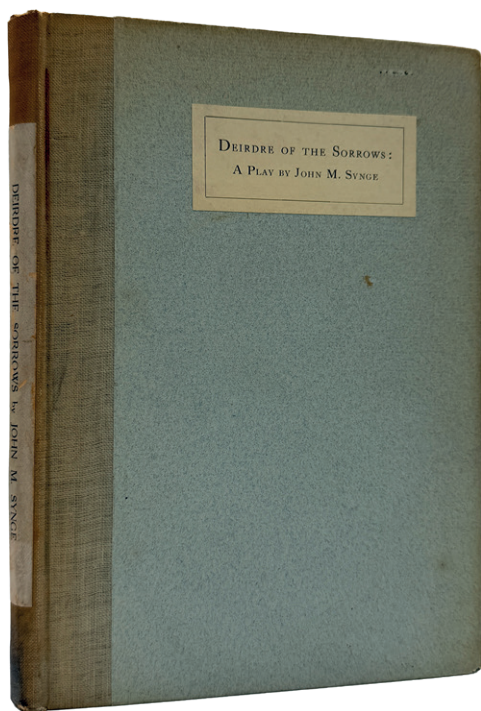 DEIRDRE OF THE SORROWS by JOHN M SYNGE
DEIRDRE OF THE SORROWS:
A PLAY BY JOHN M. SYNGE